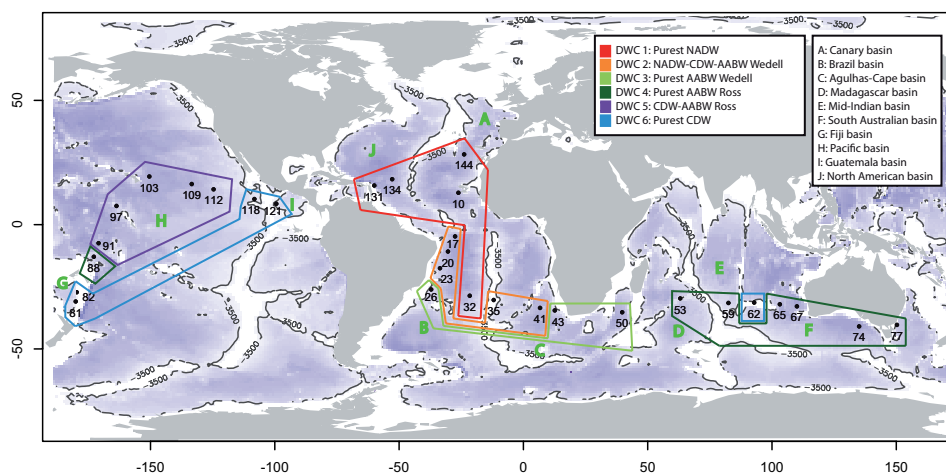 DWC 1: Purest NADW
DWC 2: NADW-CDW-AABW Wedell
DWC 3: Purest AABW Wedell
DWC 4: Purest AABW Ross
DWC 5: CDW-AABW Ross
DWC 6: Purest CDW
A: Canary basin
B: Brazil basin
C: Agulhas-Cape basin
D: Madagascar basin
E: Mid-Indian basin
F: South Australian basin
G: Fiji basin
H: Pacific basin
I: Guatemala basin
J: North American basin
-3500
-3500
-3500
-3500
-3500
-3500
-3500
-3500
-3500
50
0
-50
-150
-100
-50
0
50
100
150
A
B
C
D
E
F
G
H
I
J
103
109
112
97
91
88
82
81
118
121
131
134
144
10
17
20
23
26
32
35
41
43
50
53
59
62
65
67
74
77